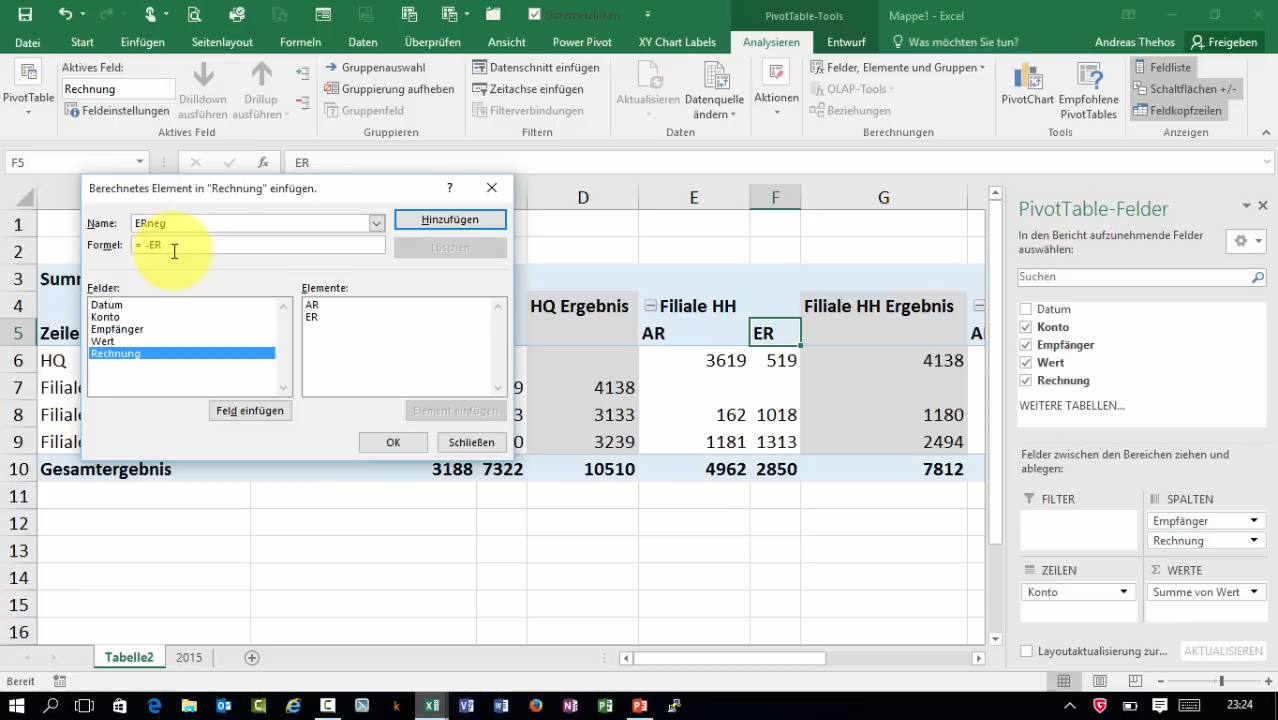 PivotTable-Tools
Mappe1 - Excel
Datei
Start
Einfügen
Seitenlayout
Formeln
Daten
Überprüfen
Ansicht
Power Pivot
XY Chart Labels
Analysieren
Entwurf
Was möchten Sie tun?
Andreas Thehos
Freigeben
PivotTable
Aktives Feld:
Rechnung
Feldeinstellungen
Drilldown ausführen
Drillup ausführen
Aktives Feld
Gruppenauswahl
Gruppierung aufheben
Gruppenfeld
Gruppieren
Datenschnitt einfügen
Zeitachse einfügen
Filterverbindungen
Filtern
Aktualisieren
Datenquelle ändern
Daten
Aktionen
Felder, Elemente und Gruppen
OLAP-Tools
Beziehungen
Berechnungen
PivotChart
Empfohlene PivotTables
Tools
Feldliste
Schaltflächen +/-
Feldkopfzeilen
Anzeigen
F5
fx
ER
Berechnetes Element in "Rechnung" einfügen.
?
Name:
ERneg
Hinzufügen
Formel:
= -ER
Löschen
Felder:
Elemente:
Datum
Konto
Empfänger
Wert
Rechnung
AR
ER
Feld einfügen
Element einfügen
OK
Schließen
D E F G
1
2
3 Sum
4 HQ Ergebnis Filiale HH Filiale HH Ergebnis
5 Zeile AR ER A
6 HQ 3619 519 4138
7 Filiale 9 4138
8 Filiale 3 3133 162 1018 1180
9 Filiale 0 3239 1181 1313 2494
10 Gesamtergebnis 3188 7322 10510 4962 2850 7812
11
12
13
14
15
16
Tabelle2
2015
Bereit
PivotTable-Felder
In den Bericht aufzunehmende Felder
auswählen:
Suchen
Datum
Konto
Empfänger
Wert
Rechnung
WEITERE TABELLEN...
Felder zwischen den Bereichen ziehen und
ablegen:
FILTER
SPALTEN
Empfänger
Rechnung
ZEILEN
WERTE
Konto
Summe von Wert
Layoutaktualisierung zur...
AKTUALISIEREN
23:24